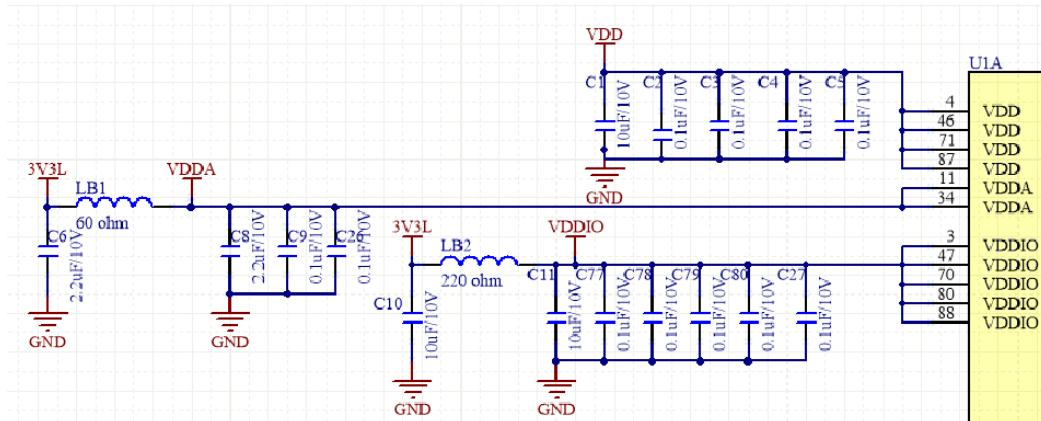 VDD
U1A
C1
C2
C3
C4
C5
10uF/10V
0.1uF/10V
0.1uF/10V
0.1uF/10V
0.1uF/10V
GND
4 VDD
46 VDD
71 VDD
87 VDD
11 VDDA
34 VDDA
3 VDDIO
47 VDDIO
70 VDDIO
80 VDDIO
88 VDDIO
3V3L
LB1
60 ohm
VDDA
C6
2.2uF/10V
GND
C8
C9
C26
2.2uF/10V
0.1uF/10V
0.1uF/10V
GND
3V3L
LB2
220 ohm
VDDIO
C10
10uF/10V
GND
C11
C77
C78
C79
C80
C27
10uF/10V
0.1uF/10V
0.1uF/10V
0.1uF/10V
0.1uF/10V
0.1uF/10V
GND